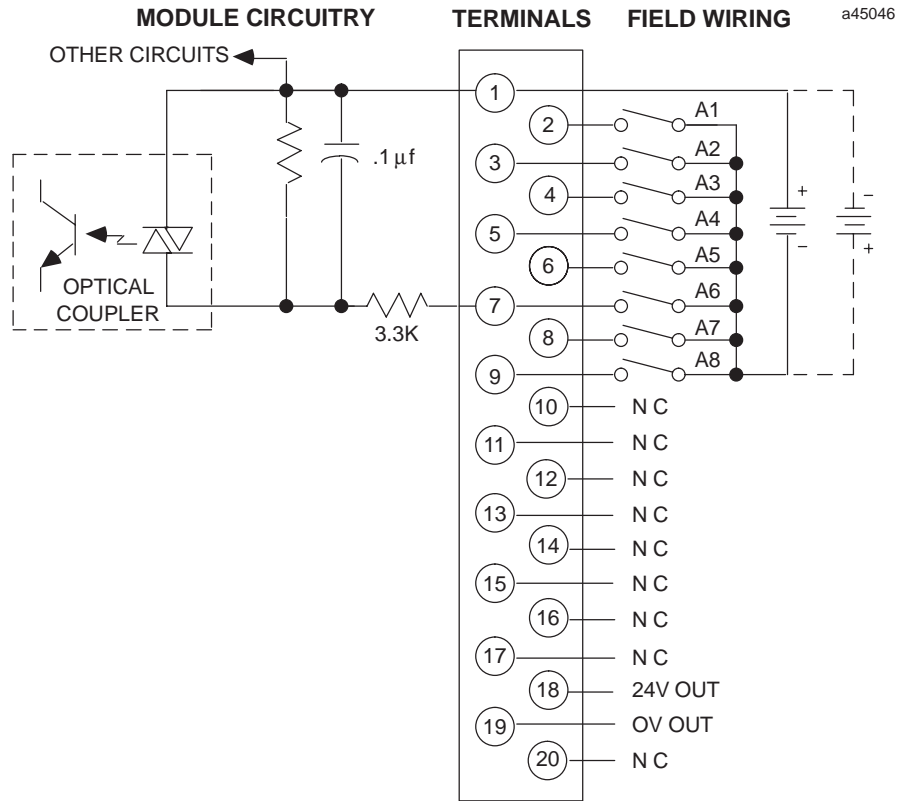 MODULE CIRCUITRY TERMINALS FIELD WIRING a45046
OTHER CIRCUITS
1
2 A1
3 A2
.1 µf
4 A3
+ −
5 A4
− +
6 A5
OPTICAL
COUPLER
7 A6
3.3K
8 A7
9 A8
10 N C
11 N C
12 N C
13 N C
14 N C
15 N C
16 N C
17 N C
18 24V OUT
19 OV OUT
20 N C